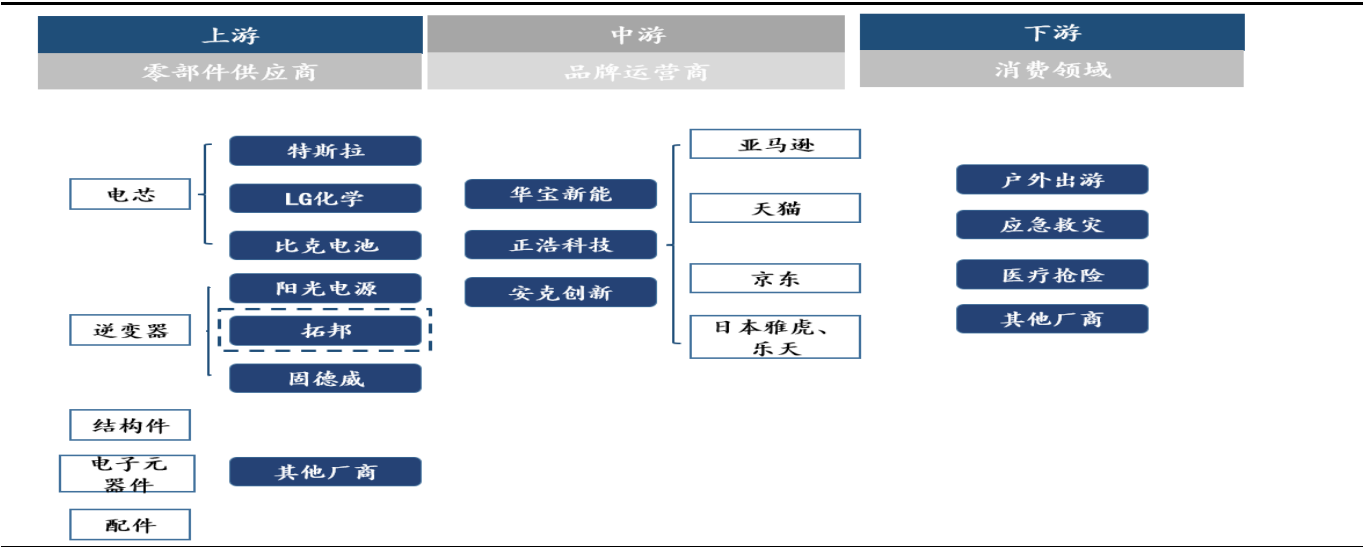 上游
中游
下游
零部件供应商
品牌运营商
消费领域
电芯
特斯拉
LG化学
比克电池
逆变器
阳光电源
拓邦
固德威
结构件
电子元
器件
配件
其他厂商
华宝新能
正浩科技
安克创新
亚马逊
天猫
京东
日本雅虎、
乐天
户外出游
应急救灾
医疗抢险
其他厂商